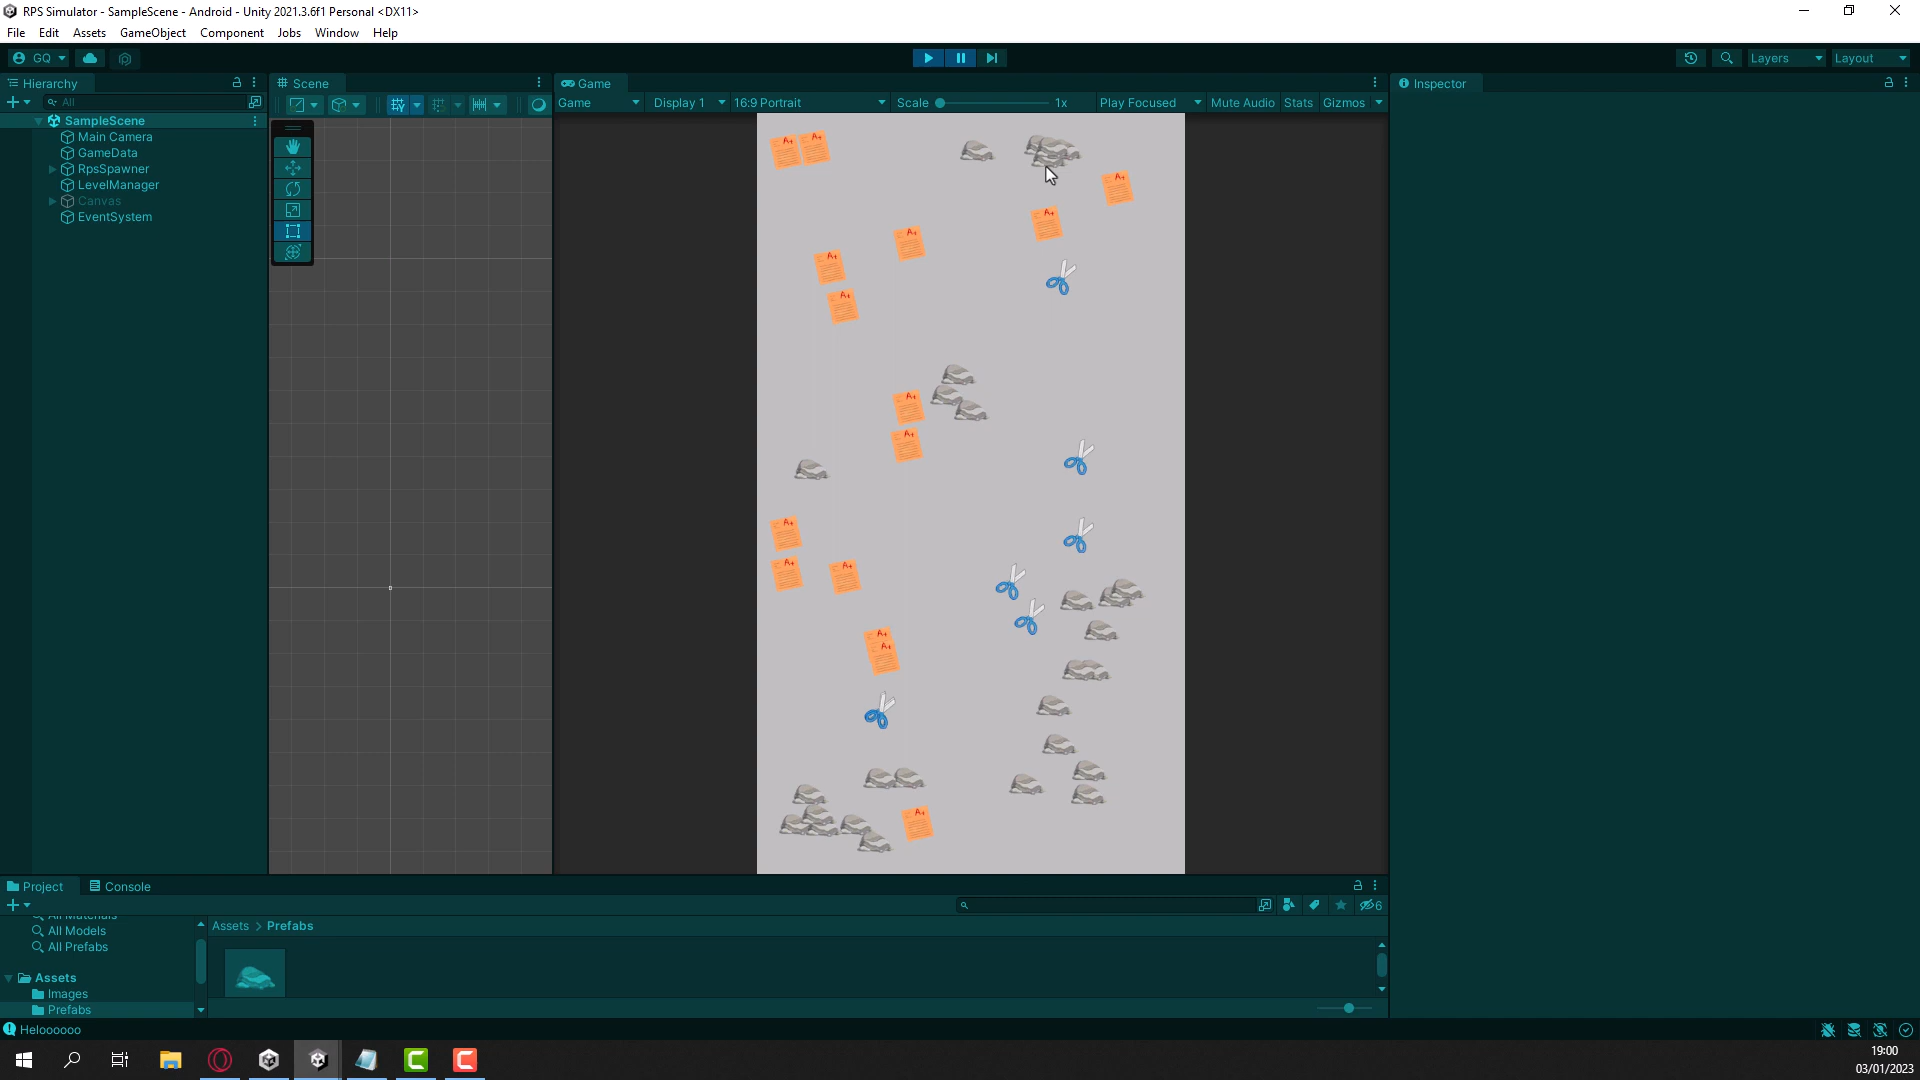 RPS Simulator - SampleScene - Android - Unity 2021.3.6f1 Personal <DX11>
File Edit Assets GameObject Component Jobs Window Help
GQ Layers Layout
Hierarchy Scene Game Inspector
All Game Display 1 16:9 Portrait Scale 1x Play Focused Mute Audio Stats Gizmos
SampleScene
Main Camera
GameData
RpsSpawner
LevelManager
Canvas
EventSystem
A+ A+
A+
A+
A+
A+
A+
A+
A+
A+
A+ A+
A+
A+
A+
Project Console
6
All Materials
Assets > Prefabs
All Models
All Prefabs
Assets
Images
Prefabs
Heloooooo
19:00
03/01/2023